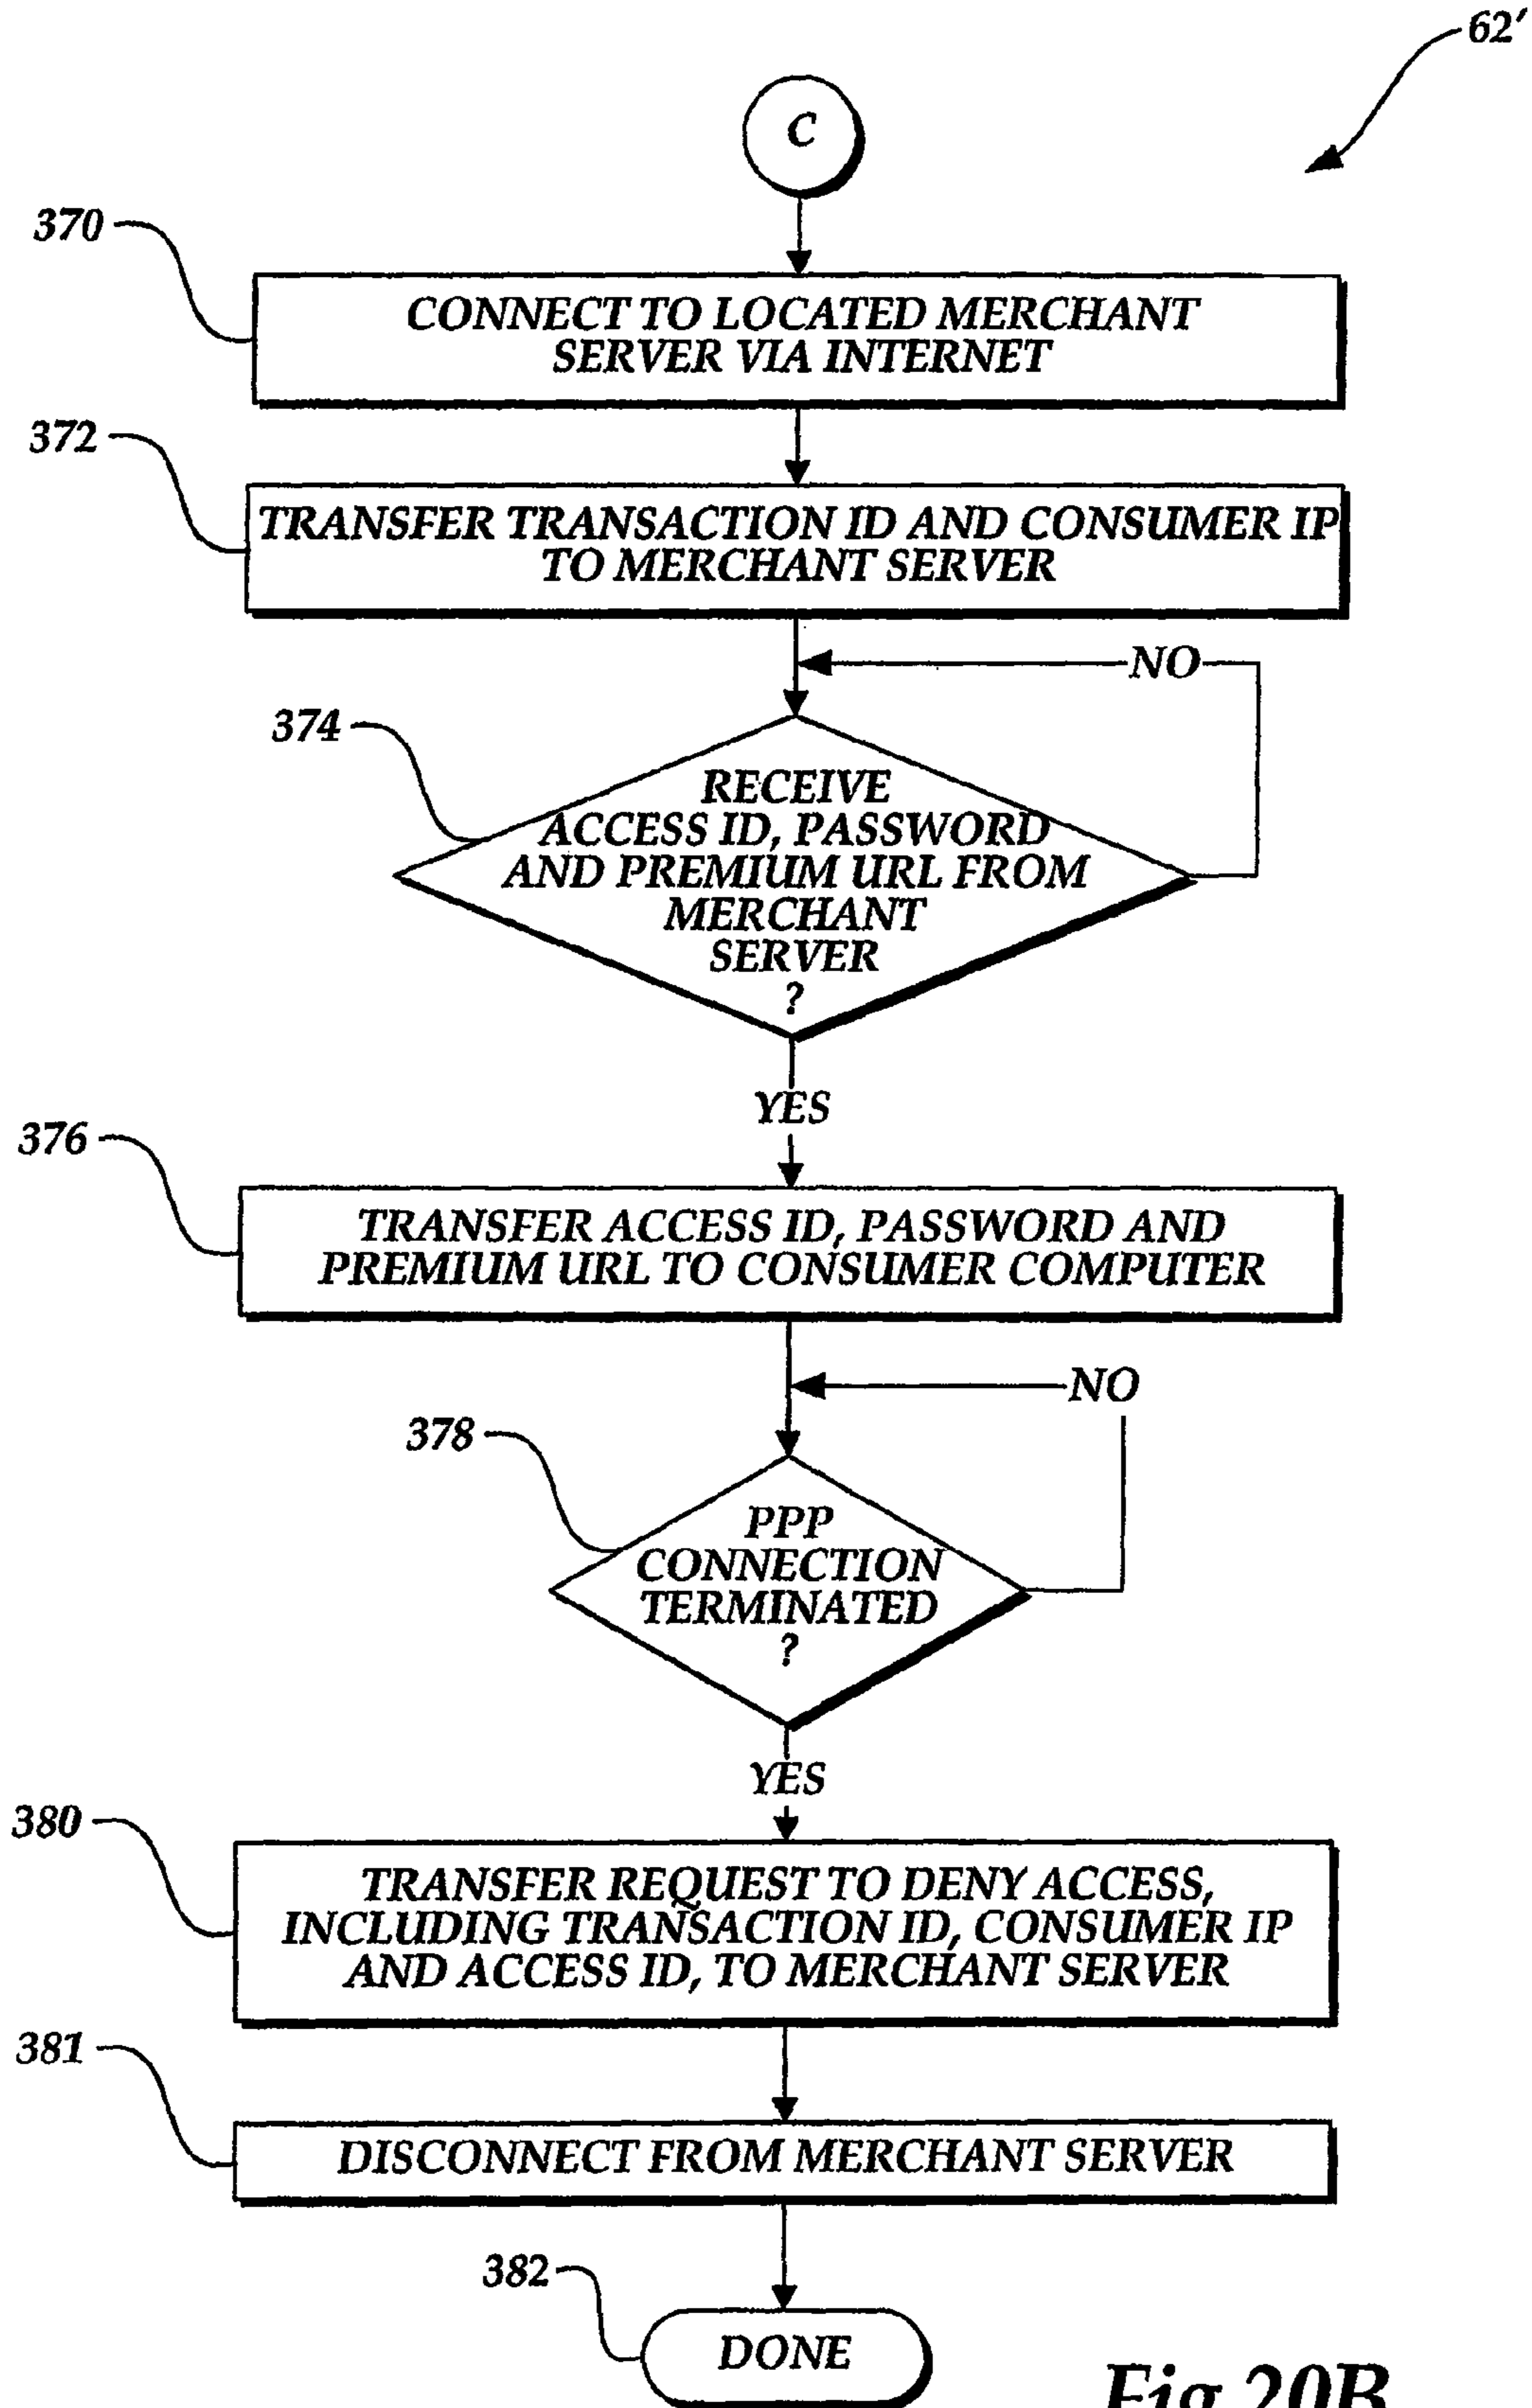 62'
C
370
CONNECT TO LOCATED MERCHANT
SERVER VIA INTERNET
372
TRANSFER TRANSACTION ID AND CONSUMER IP
TO MERCHANT SERVER
NO
374
RECEIVE
ACCESS ID, PASSWORD
AND PREMIUM URL FROM
MERCHANT
SERVER
?
YES
376
TRANSFER ACCESS ID, PASSWORD AND
PREMIUM URL TO CONSUMER COMPUTER
NO
378
PPP
CONNECTION
TERMINATED
?
YES
380
TRANSFER REQUEST TO DENY ACCESS,
INCLUDING TRANSACTION ID, CONSUMER IP
AND ACCESS ID, TO MERCHANT SERVER
381
DISCONNECT FROM MERCHANT SERVER
382
DONE
Fig.20B